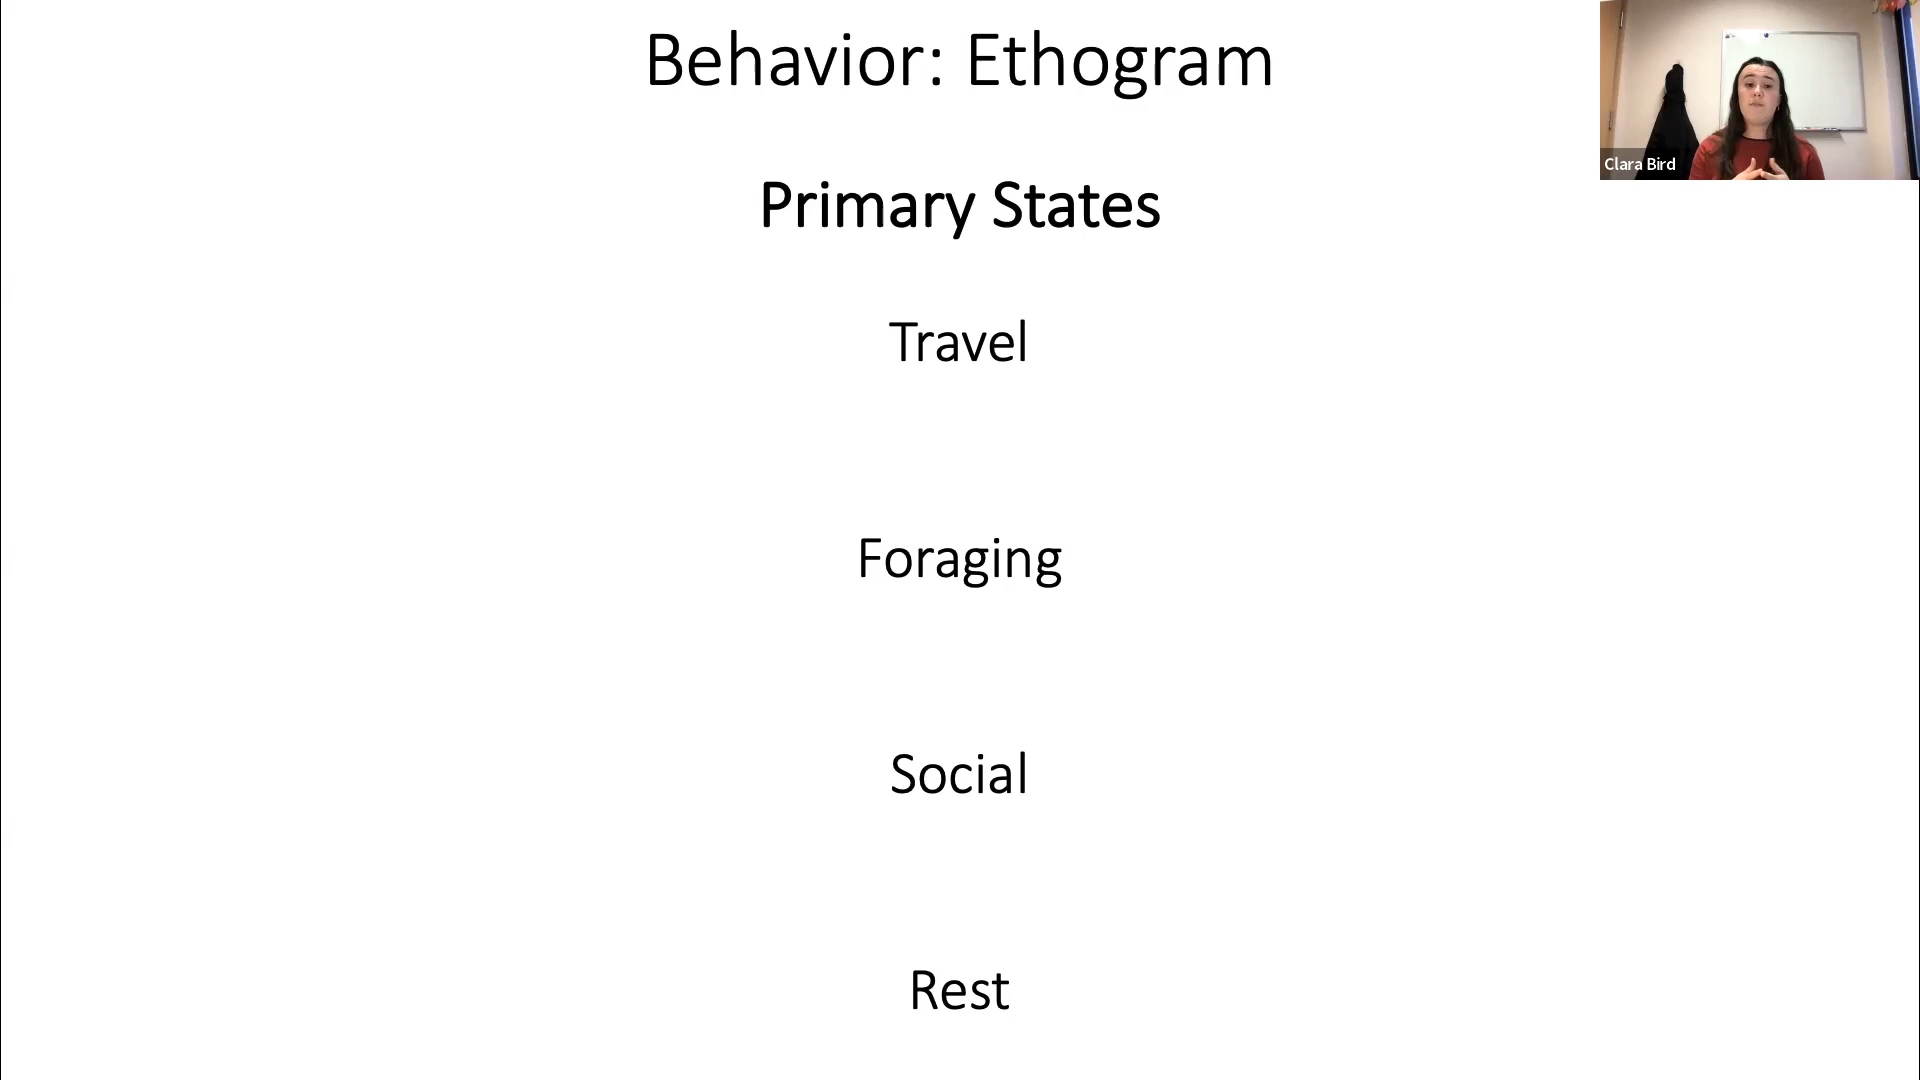 Behavior: Ethogram
Clara Bird
Primary States
Travel
Foraging
Social
Rest